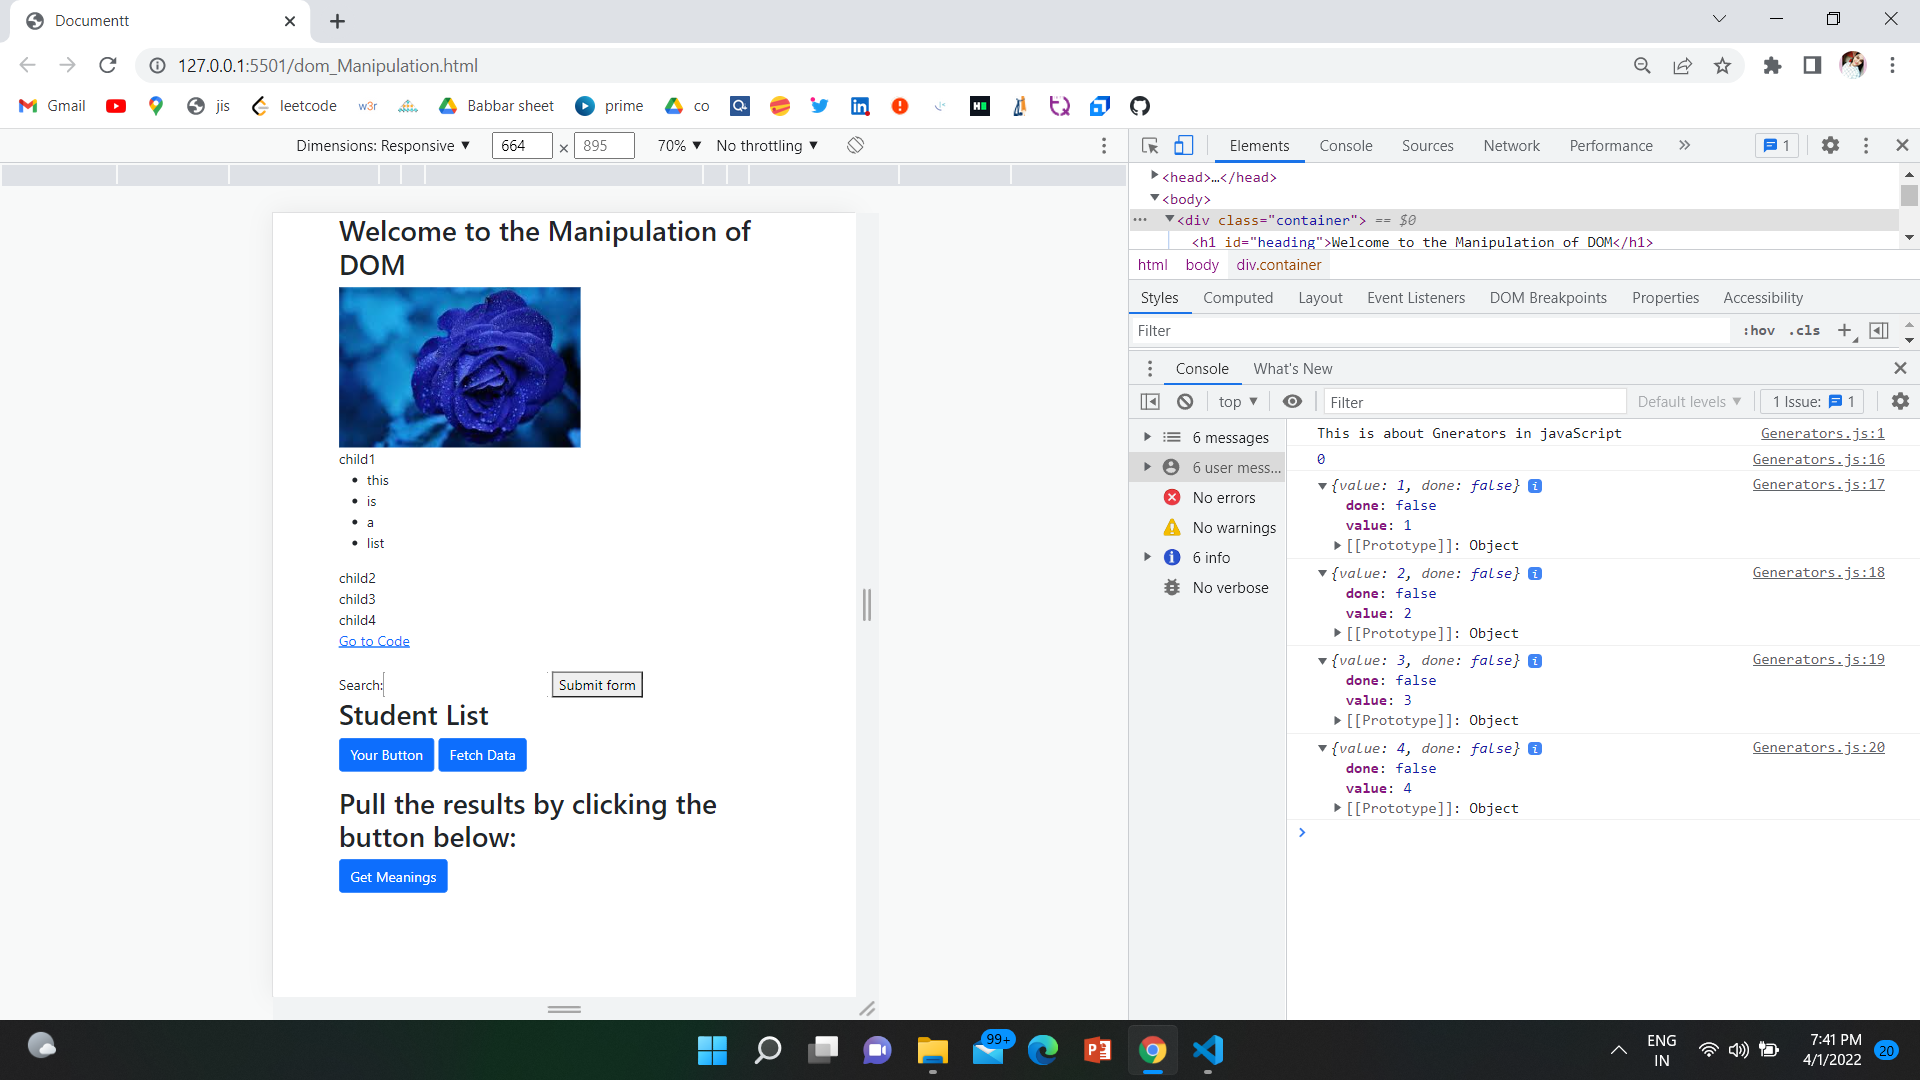 Documentt
127.0.0.1:5501/dom_Manipulation.html
Gmail jis leetcode w3r Babbar sheet prime co
Dimensions: Responsive 664 × 895 70% No throttling
Elements Console Sources Network Performance 1
<head>…</head>
<body>
<div class="container"> == $0
<h1 id="heading">Welcome to the Manipulation of DOM</h1>
html body div.container
Styles Computed Layout Event Listeners DOM Breakpoints Properties Accessibility
Filter :hov .cls
Console What's New
top Filter Default levels 1 Issue: 1
6 messages
6 user mess...
No errors
No warnings
6 info
No verbose
This is about Gnerators in javaScript Generators.js:1
0 Generators.js:16
{value: 1, done: false} Generators.js:17
done: false
value: 1
[[Prototype]]: Object
{value: 2, done: false} Generators.js:18
done: false
value: 2
[[Prototype]]: Object
{value: 3, done: false} Generators.js:19
done: false
value: 3
[[Prototype]]: Object
{value: 4, done: false} Generators.js:20
done: false
value: 4
[[Prototype]]: Object
Welcome to the Manipulation of
DOM
child1
this
is
a
list
child2
child3
child4
Go to Code
Search: Submit form
Student List
Your Button Fetch Data
Pull the results by clicking the
button below:
Get Meanings
99+
ENG
IN
7:41 PM
4/1/2022
20